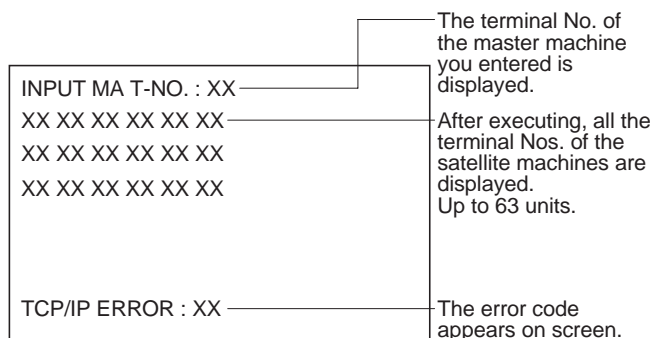 The terminal No. of
the master machine
you entered is
displayed.
INPUT MA T-NO. : XX
XX XX XX XX XX XX
XX XX XX XX XX XX
XX XX XX XX XX XX
After executing, all the
terminal Nos. of the
satellite machines are
displayed.
Up to 63 units.
TCP/IP ERROR : XX
The error code
appears on screen.